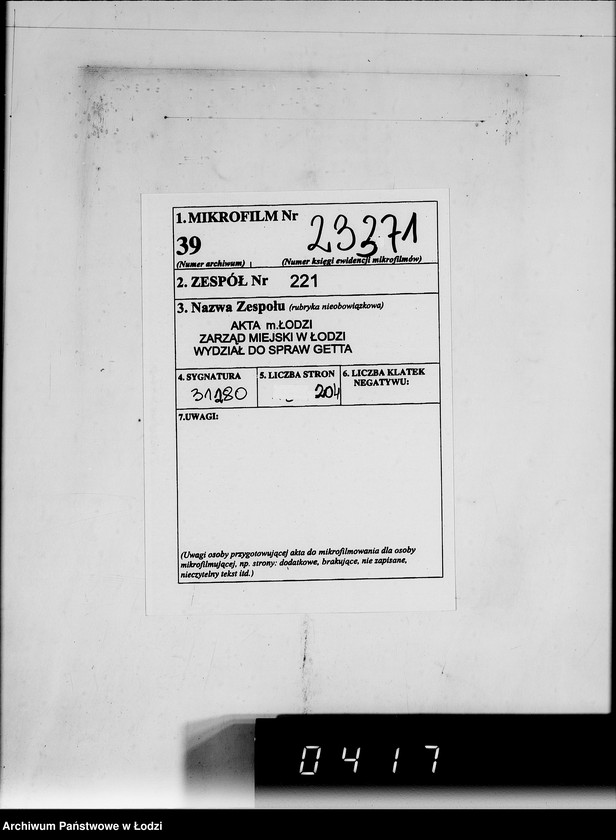 1. MIKROFILM Nr 23371
39
(Numer archiwum) (Numer księgi ewidencji mikrofilmów)
2. ZESPÓŁ Nr 221
3. Nazwa Zespołu (rubryka nieobowiązkowa)
AKTA m.ŁODZI
ZARZĄD MIEJSKI W ŁODZI
WYDZIAŁ DO SPRAW GETTA
4. SYGNATURA 5. LICZBA STRON 6. LICZBA KLATEK
NEGATYWU:
31280 204
7.UWAGI:
(Uwagi osoby przygotowującej akta do mikrofilmowania dla osoby
mikrofilmującej, np. strony: dodatkowe, brakujące, nie zapisane,
nieczytelny tekst itd.)
0417
Archiwum Państwowe w Łodzi